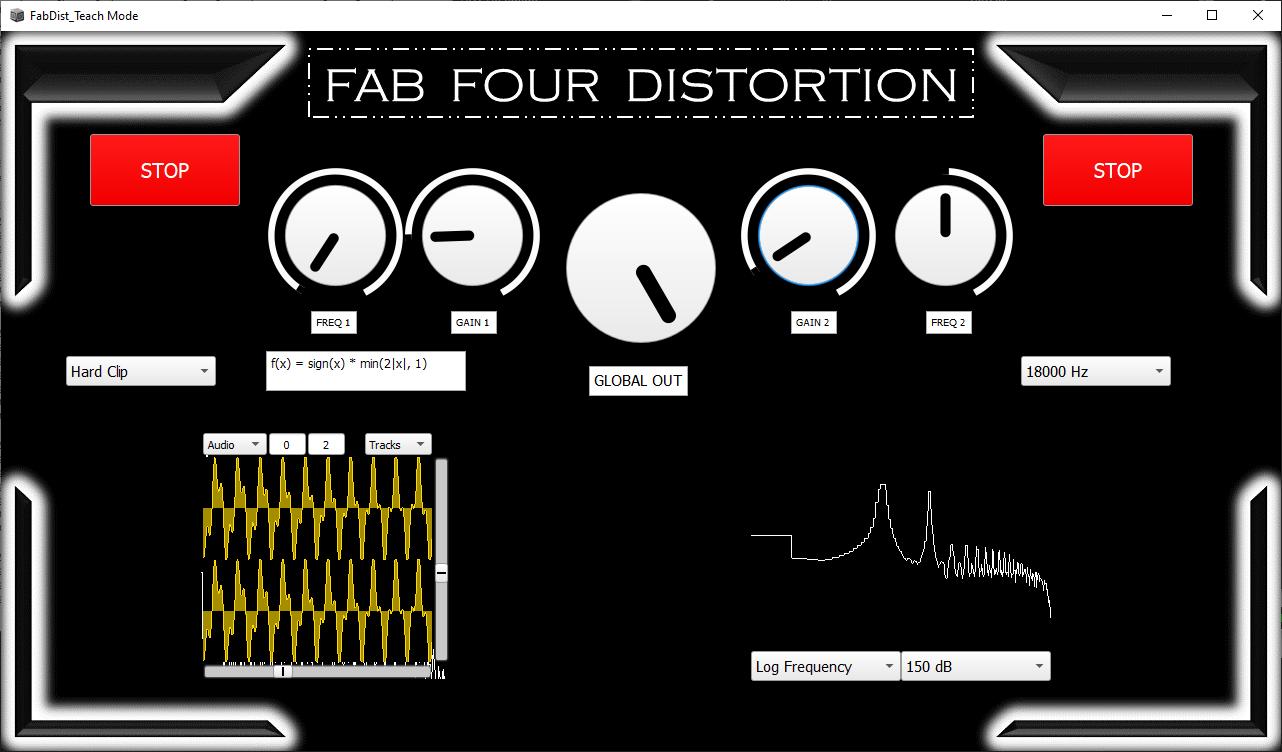 FabDist_Teach Mode
FAB FOUR DISTORTION
STOP
STOP
FREQ 1
GAIN 1
GAIN 2
FREQ 2
Hard Clip
f(x) = sign(x) * min(2|x|, 1)
GLOBAL OUT
18000 Hz
Audio
0
2
Tracks
Log Frequency
150 dB